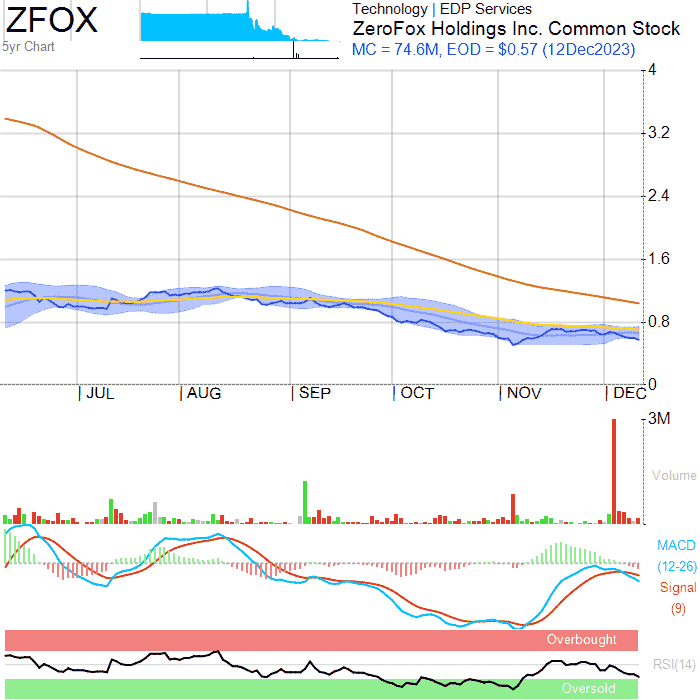 ZFOX
5yr Chart
Technology | EDP Services
ZeroFox Holdings Inc. Common Stock
MC = 74.6M, EOD = $0.57 (12Dec2023)
4
3.2
2.4
1.6
0.8
0
| JUL | AUG | SEP | OCT | NOV | DEC
3M
Volume
MACD
(12-26)
Signal
(9)
Overbought
RSI(14)
Oversold